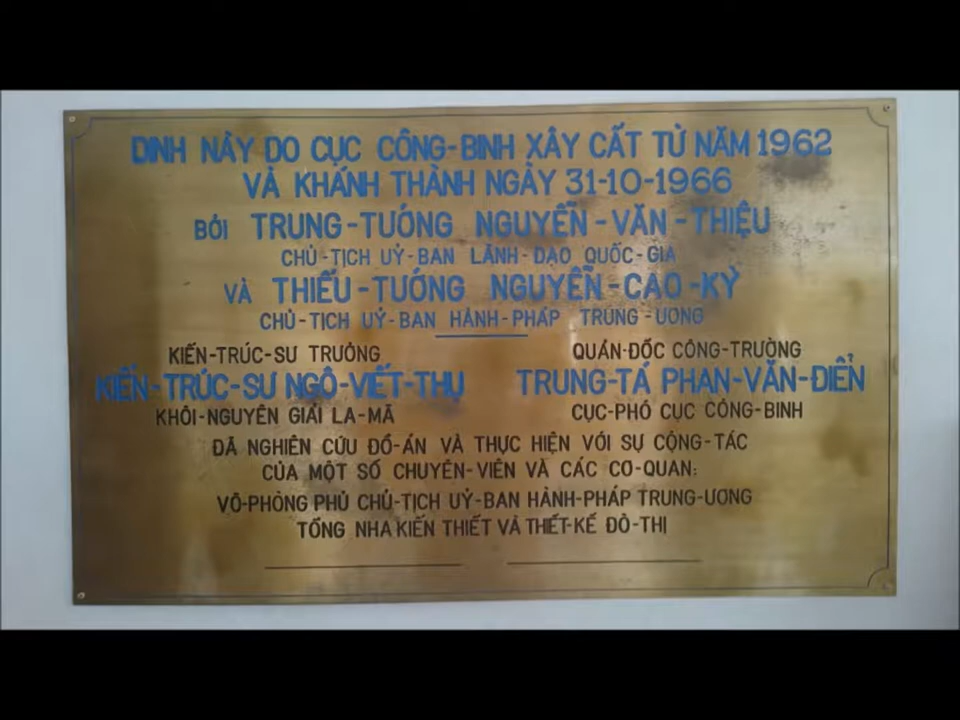 DINH NÀY DO CỤC CÔNG-BINH XÂY CẤT TỪ NĂM 1962
VÀ KHÁNH THÀNH NGÀY 31-10-1966
BỞI TRUNG-TƯỚNG NGUYỄN-VĂN-THIỆU
CHỦ-TỊCH UỶ-BAN LÃNH-ĐẠO QUỐC-GIA
VÀ THIẾU-TƯỚNG NGUYỄN-CAO-KỲ
CHỦ-TỊCH UỶ-BAN HÀNH-PHÁP TRUNG-ƯƠNG
KIẾN-TRÚC-SƯ TRƯỞNG
KIẾN-TRÚC-SƯ NGÔ-VIẾT-THỤ
KHÔI-NGUYÊN GIẢI LA-MÃ
QUẢN-ĐỐC CÔNG-TRƯỜNG
TRUNG-TÁ PHAN-VĂN-ĐIỂN
CỤC-PHÓ CỤC CÔNG-BINH
ĐÃ NGHIÊN CỨU ĐỒ-ÁN VÀ THỰC HIỆN VỚI SỰ CỘNG-TÁC
CỦA MỘT SỐ CHUYÊN-VIÊN VÀ CÁC CƠ-QUAN:
VÕ-PHÒNG PHỦ CHỦ-TỊCH UỶ-BAN HÀNH-PHÁP TRUNG-ƯƠNG
TỔNG NHA KIẾN THIẾT VÀ THIẾT-KẾ ĐÔ-THỊ